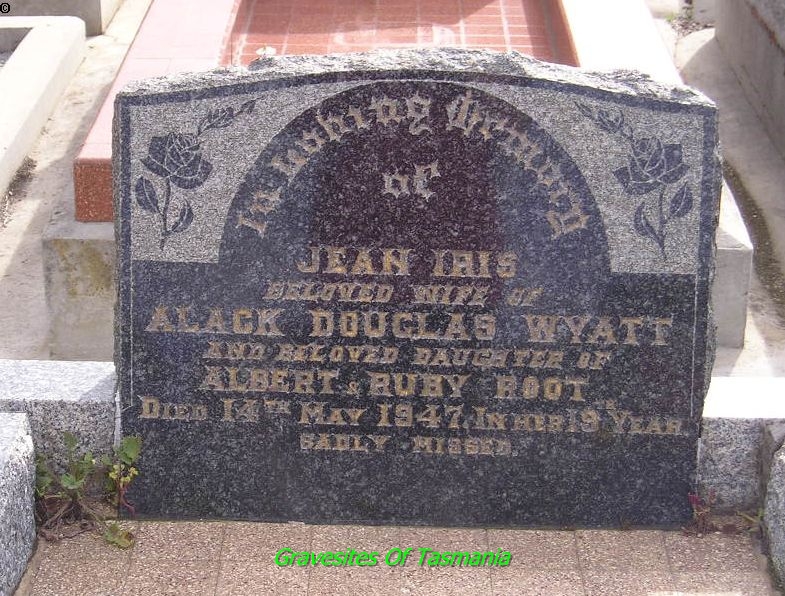 ©
In Loving Memory
of
JEAN IRIS
BELOVED WIFE OF
ALACK DOUGLAS WYATT
AND BELOVED DAUGHTER OF
ALBERT & RUBY ROOT
DIED 14TH MAY 1947, IN HER 19TH YEAR
SADLY MISSED.
Gravesites Of Tasmania